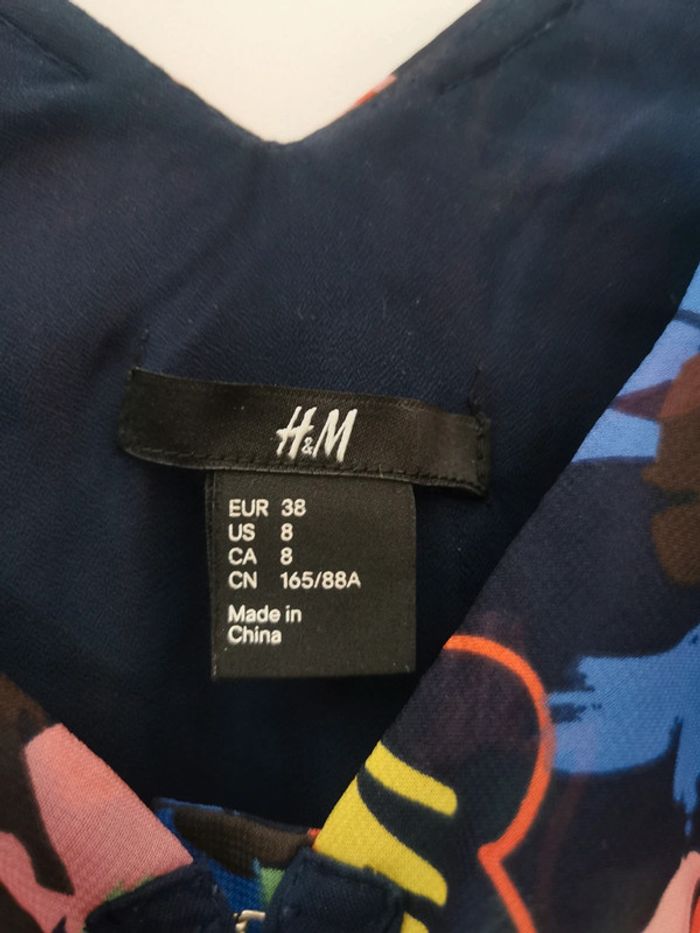 H&M
EUR 38
US 8
CA 8
CN 165/88A
Made in
China